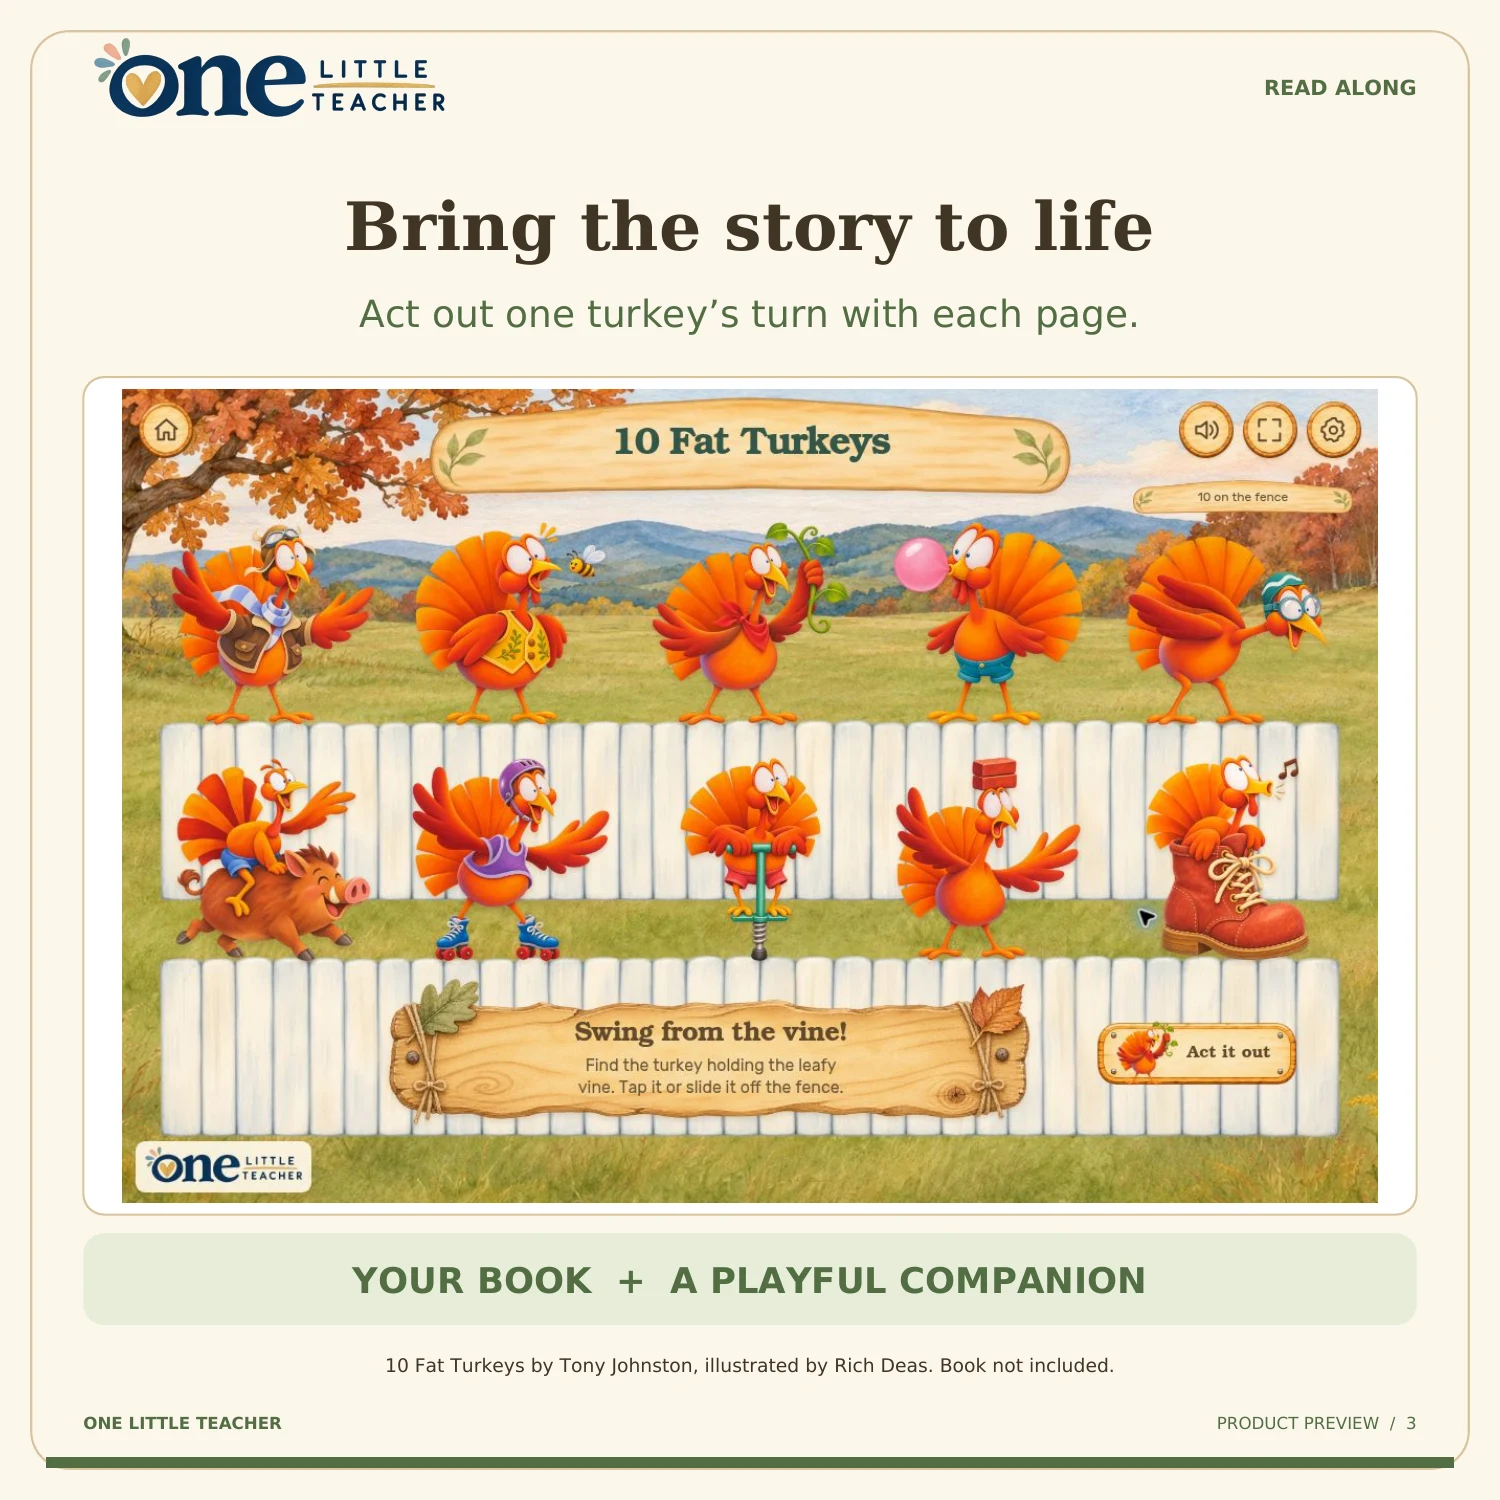 one LITTLE TEACHER
READ ALONG
Bring the story to life
Act out one turkey’s turn with each page.
10 Fat Turkeys
10 on the fence
Swing from the vine!
Find the turkey holding the leafy
vine. Tap it or slide it off the fence.
Act it out
one LITTLE TEACHER
YOUR BOOK + A PLAYFUL COMPANION
10 Fat Turkeys by Tony Johnston, illustrated by Rich Deas. Book not included.
ONE LITTLE TEACHER
PRODUCT PREVIEW / 3